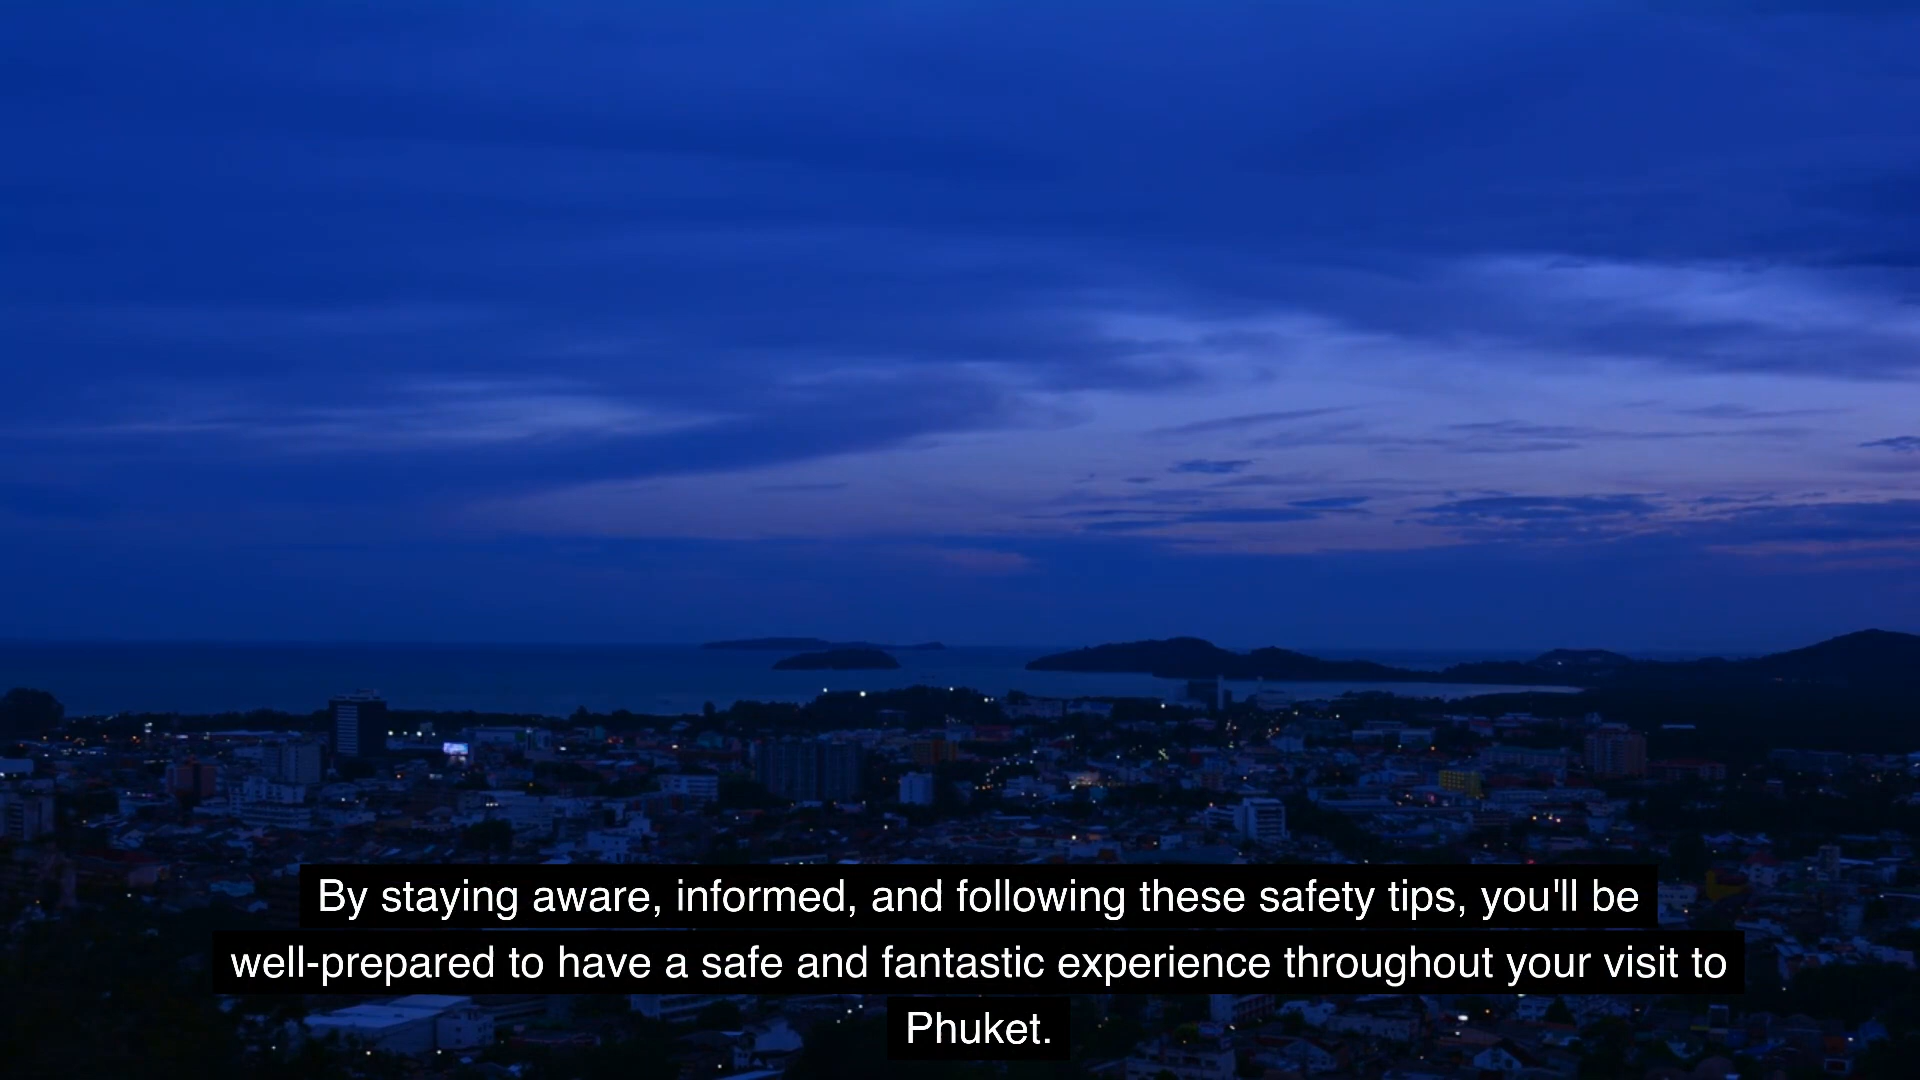 By staying aware, informed, and following these safety tips, you'll be
well-prepared to have a safe and fantastic experience throughout your visit to
Phuket.